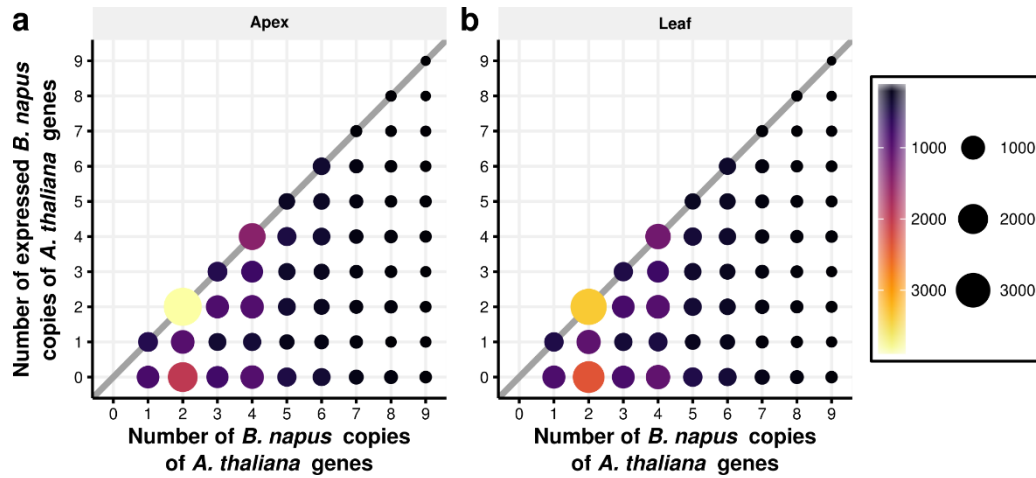 a
Apex
Number of expressed B. napus
copies of A. thaliana genes
9
8
7
6
5
4
3
2
1
0
0 1 2 3 4 5 6 7 8 9
Number of B. napus copies
of A. thaliana genes
b
Leaf
9
8
7
6
5
4
3
2
1
0
0 1 2 3 4 5 6 7 8 9
Number of B. napus copies
of A. thaliana genes
1000 1000
2000 2000
3000 3000